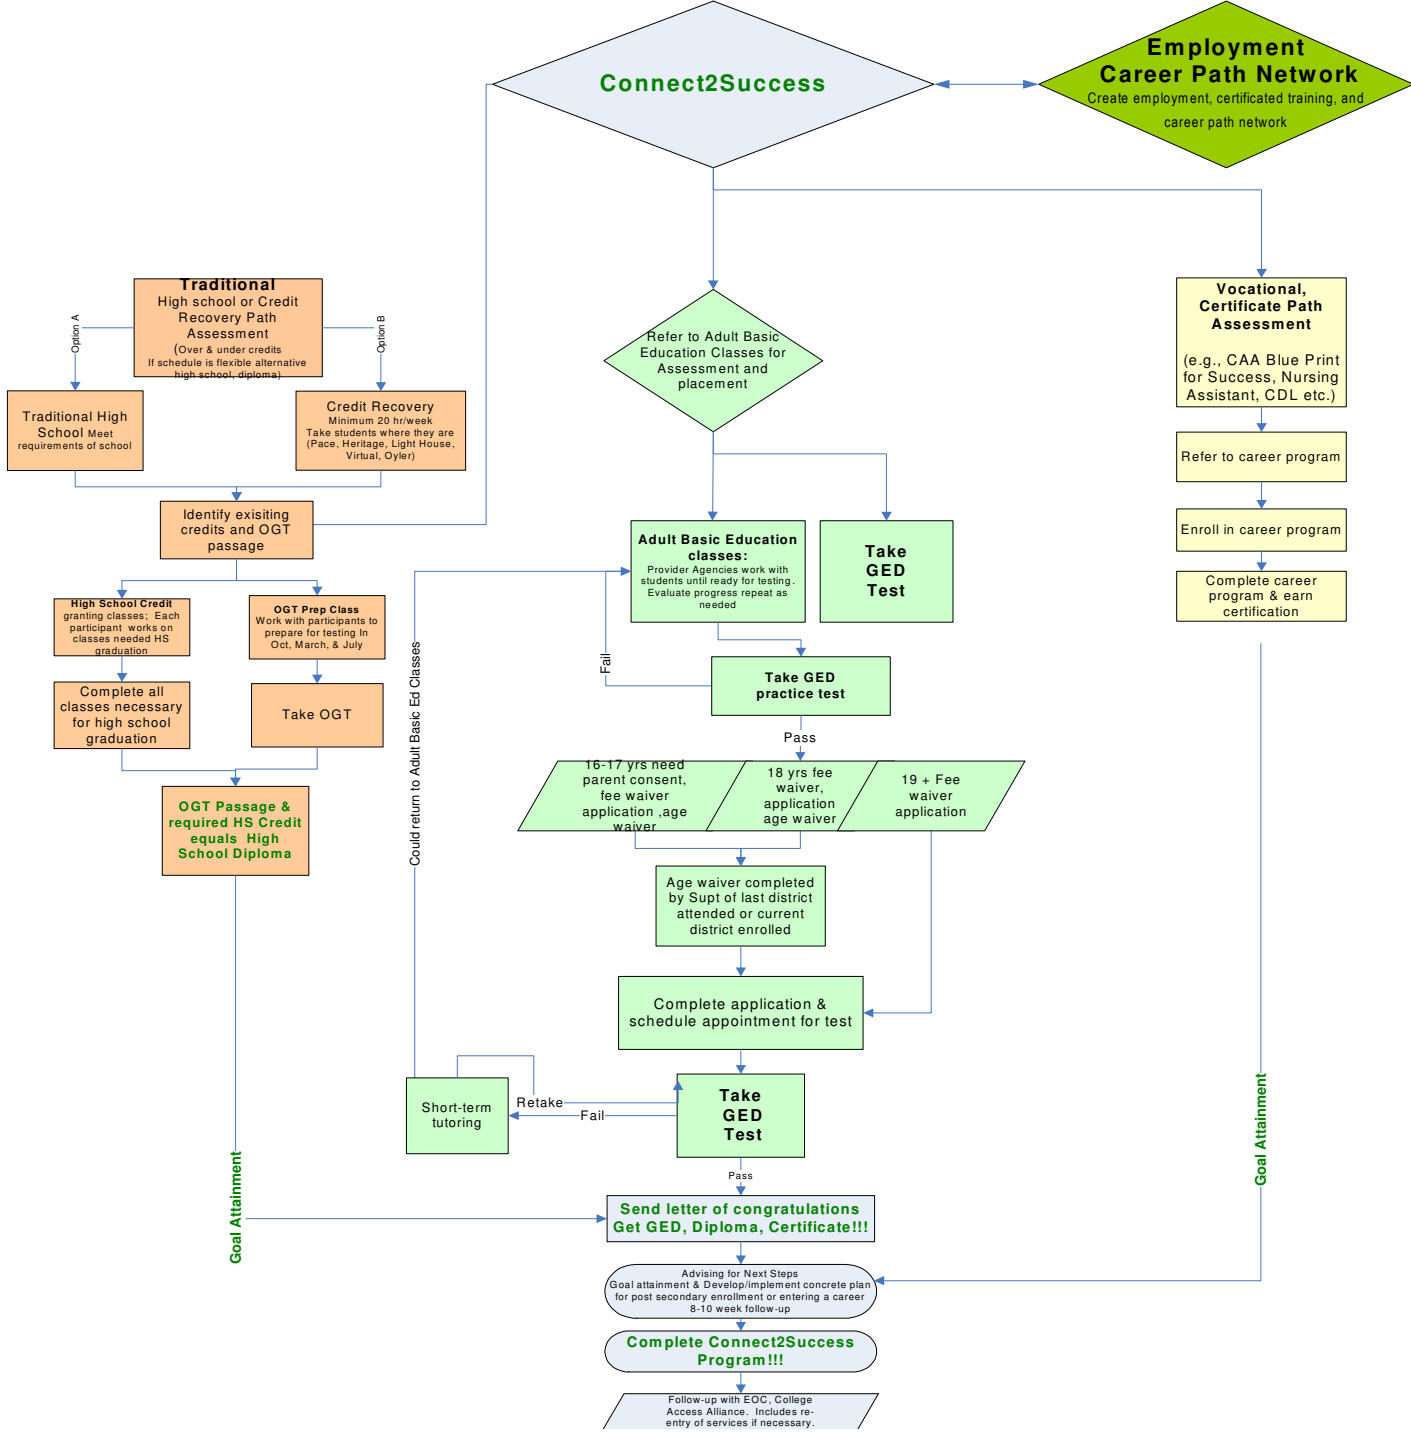 Connect2Success
Employment
Career Path Network
Create employment, certificated training, and
career path network
Traditional
High school or Credit
Recovery Path
Assessment
(Over & under credits
If schedule is flexible alternative
high school, diploma)
Option A
Option B
Traditional High
School Meet
requirements of school
Credit Recovery
Minimum 20 hr/week
Take students where they are
(Pace, Heritage, Light House,
Virtual, Oyler)
Identify exisiting
credits and OGT
passage
High School Credit
granting classes; Each
participant works on
classes needed HS
graduation
OGT Prep Class
Work with participants to
prepare for testing In
Oct, March, & July
Complete all
classes necessary
for high school
graduation
Take OGT
OGT Passage &
required HS Credit
equals High
School Diploma
Goal Attainment
Refer to Adult Basic
Education Classes for
Assessment and
placement
Adult Basic Education
classes:
Provider Agencies work with
students until ready for testing.
Evaluate progress repeat as
needed
Take
GED
Test
Could return to Adult Basic Ed Classes
Fail
Take GED
practice test
Pass
16-17 yrs need
parent consent,
fee waiver
application ,age
waiver
18 yrs fee
waiver,
application
age waiver
19 + Fee
waiver
application
Age waiver completed
by Supt of last district
attended or current
district enrolled
Complete application &
schedule appointment for test
Short-term
tutoring
Retake
Fail
Take
GED
Test
Pass
Send letter of congratulations
Get GED, Diploma, Certificate!!!
Advising for Next Steps
Goal attainment & Develop/implement concrete plan
for post secondary enrollment or entering a career
8-10 week follow-up
Complete Connect2Success
Program!!!
Follow-up with EOC, College
Access Alliance. Includes re-
entry of services if necessary.
Vocational,
Certificate Path
Assessment
(e.g., CAA Blue Print
for Success, Nursing
Assistant, CDL etc.)
Refer to career program
Enroll in career program
Complete career
program & earn
certification
Goal Attainment